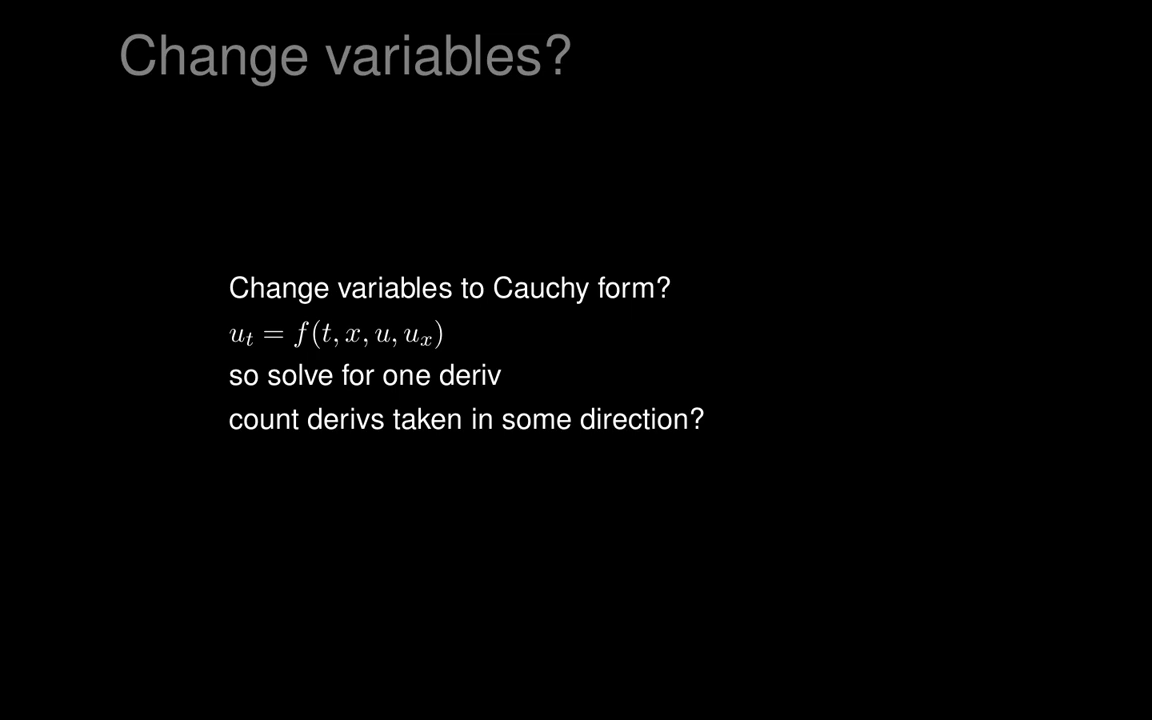 Change variables?
Change variables to Cauchy form?
u_t = f(t, x, u, u_x)
so solve for one deriv
count derivs taken in some direction?